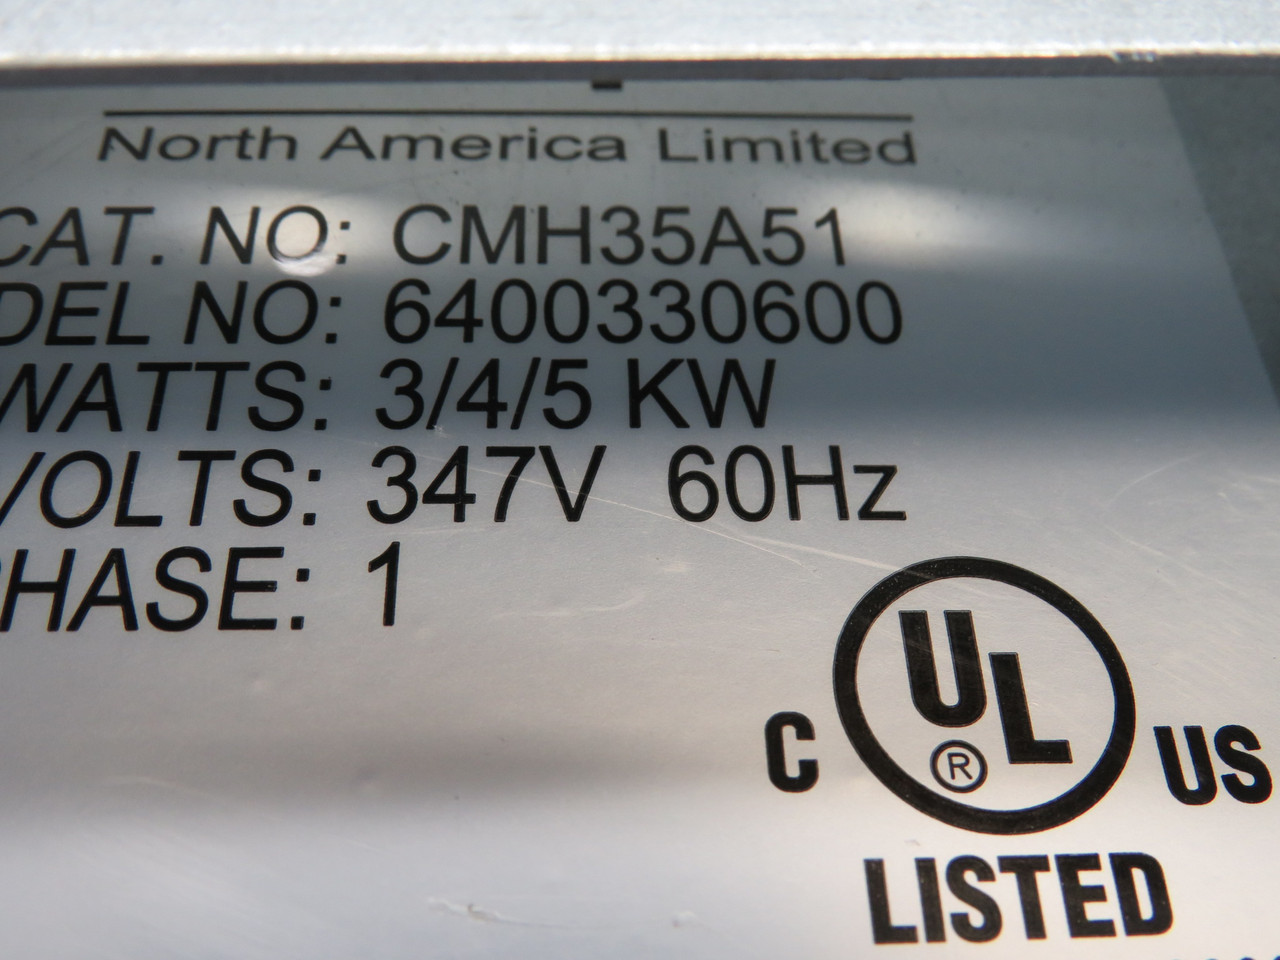 North America Limited
CAT. NO: CMH35A51
DEL NO: 6400330600
WATTS: 3/4/5 KW
VOLTS: 347V 60Hz
HASE: 1
C UL ® US
LISTED